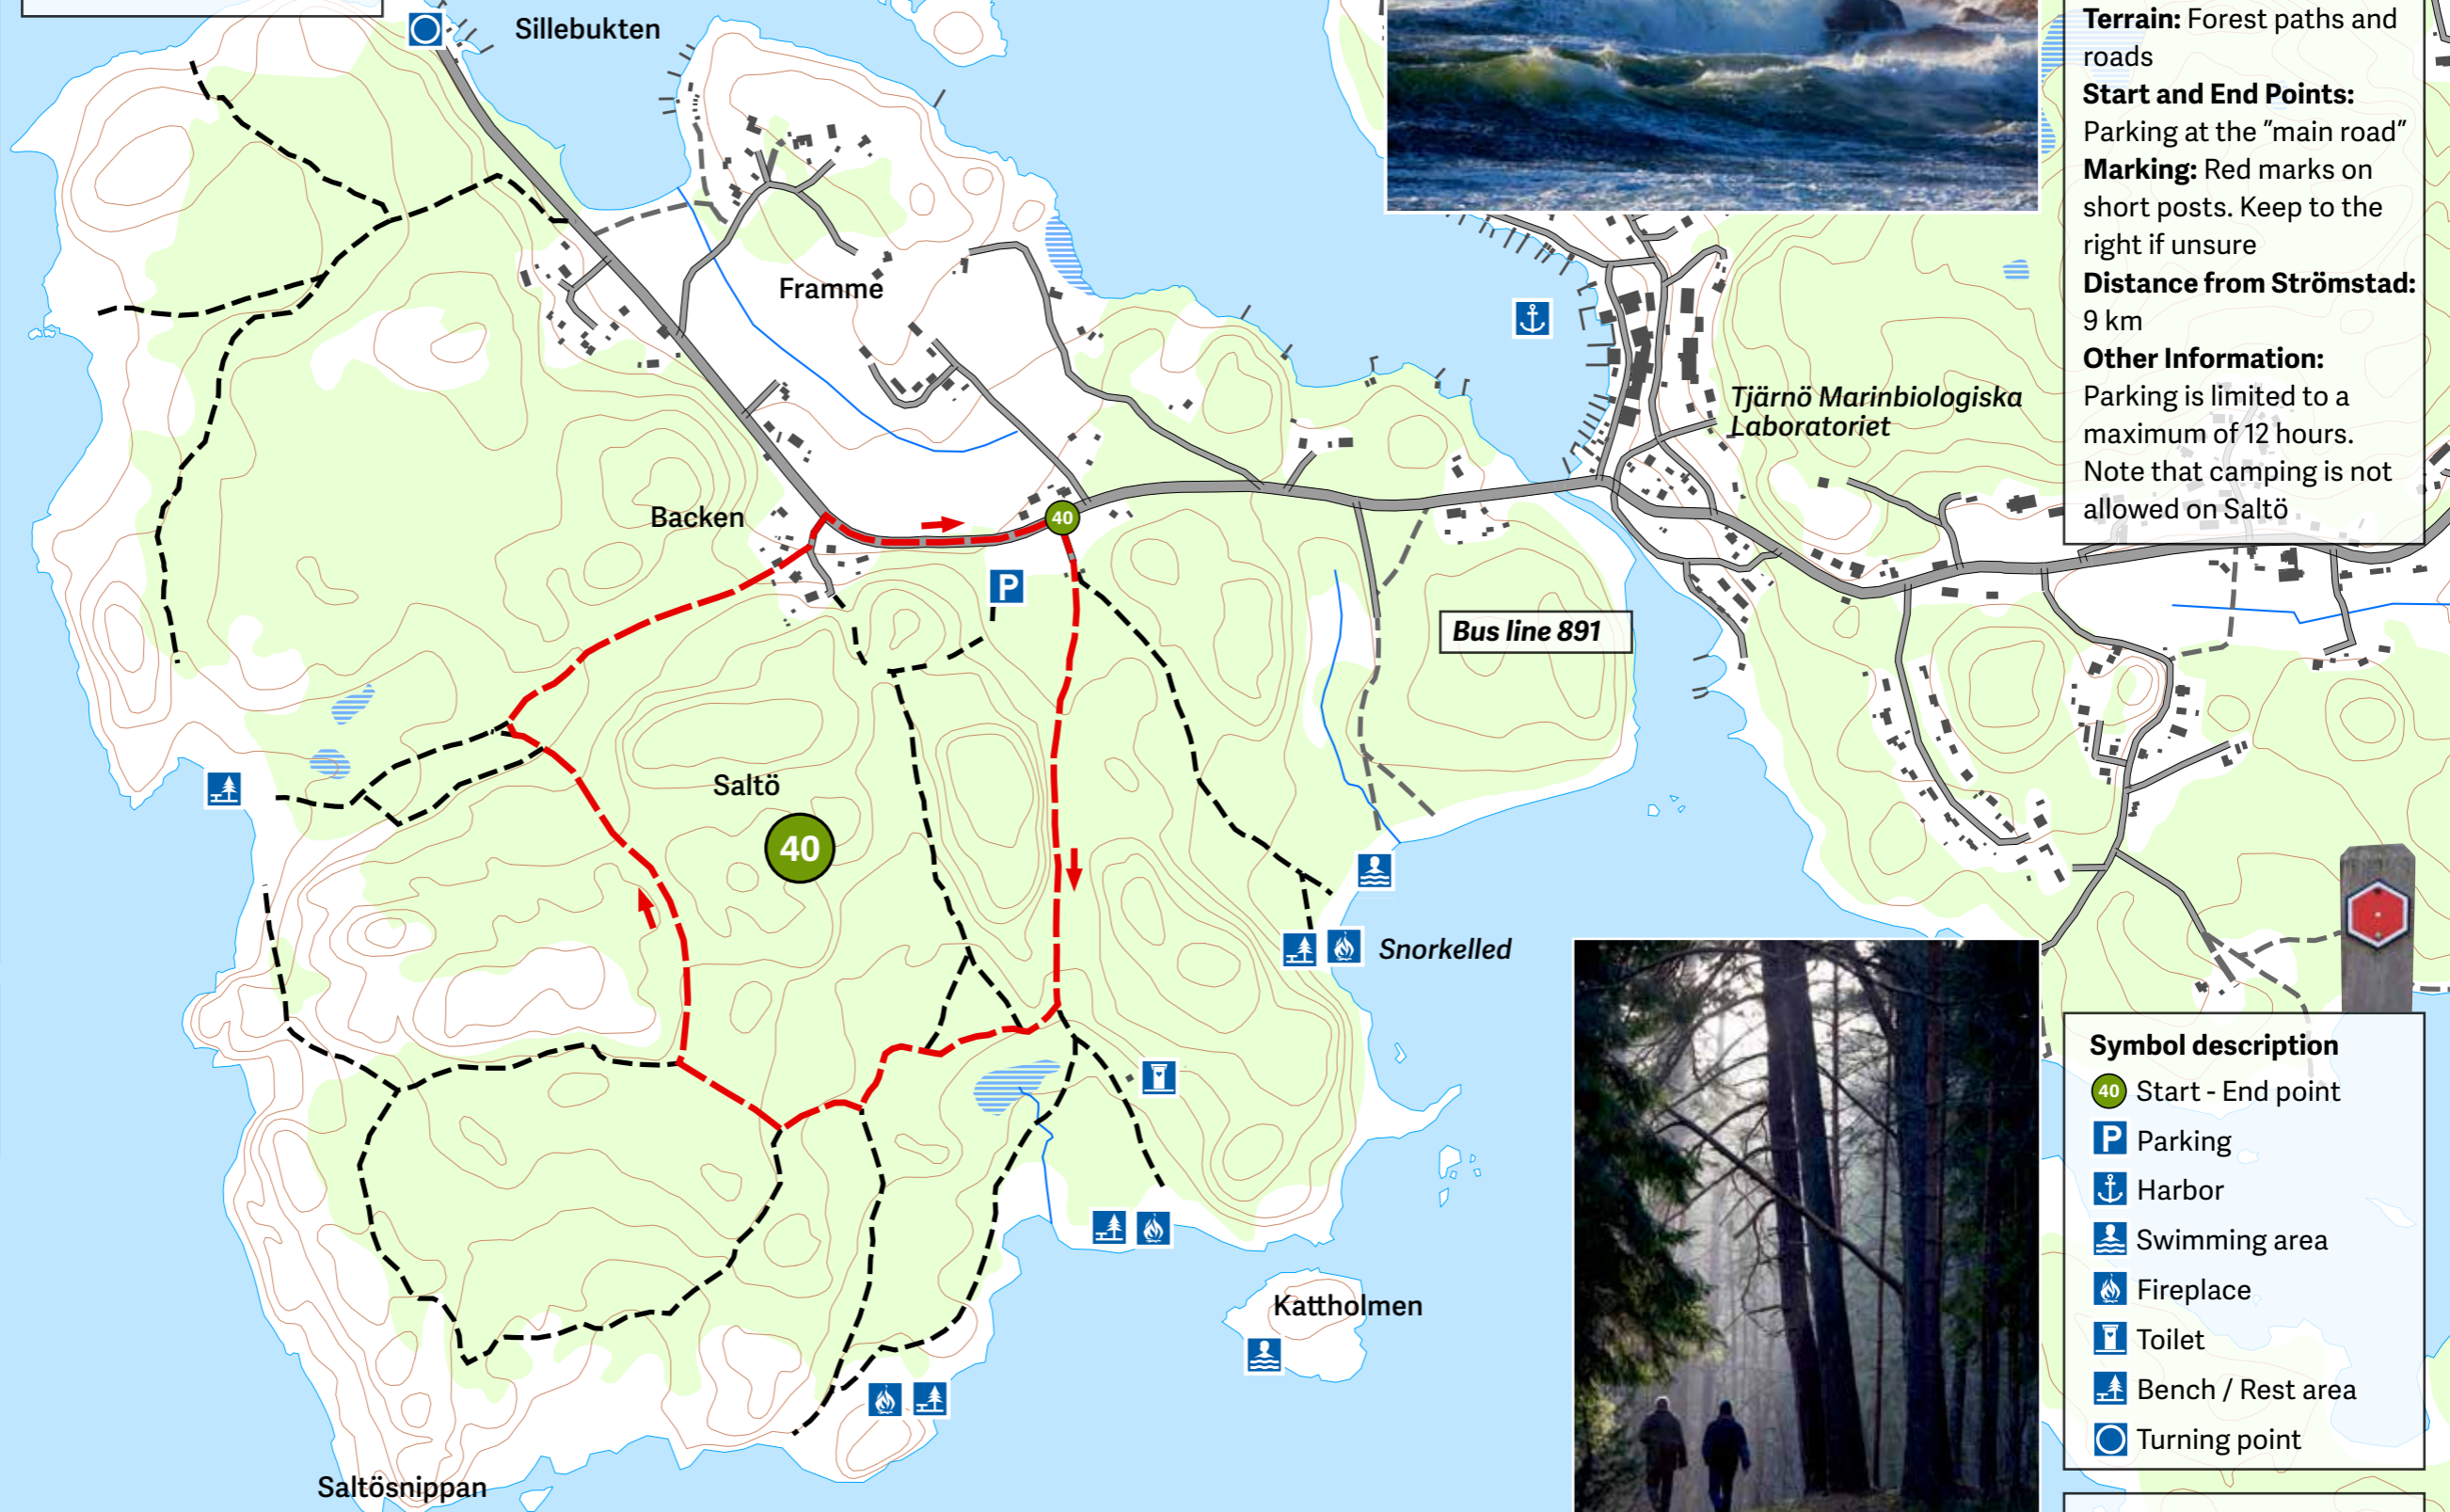 Sillebukten
Framme
Backen
40
P
Saltö
40
Bus line 891
Tjärnö Marinbiologiska
Laboratoriet
Snorkelled
Kattholmen
Saltösnippan
Terrain: Forest paths and
roads
Start and End Points:
Parking at the ”main road”
Marking: Red marks on
short posts. Keep to the
right if unsure
Distance from Strömstad:
9 km
Other Information:
Parking is limited to a
maximum of 12 hours.
Note that camping is not
allowed on Saltö
Symbol description
40 Start - End point
P Parking
Harbor
Swimming area
Fireplace
Toilet
Bench / Rest area
Turning point